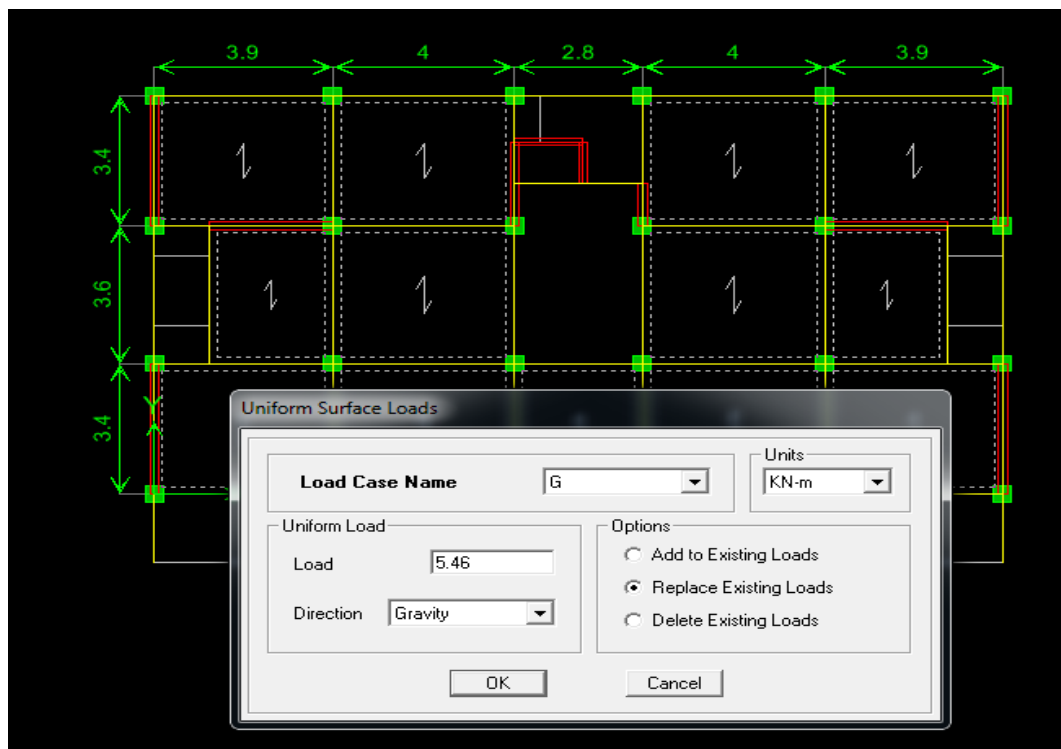 3.9 4 2.8 4 3.9
3.4
3.6
3.4
Y
Uniform Surface Loads
Load Case Name G
Units
KN-m
Uniform Load
Load 5.46
Direction Gravity
Options
Add to Existing Loads
Replace Existing Loads
Delete Existing Loads
OK Cancel